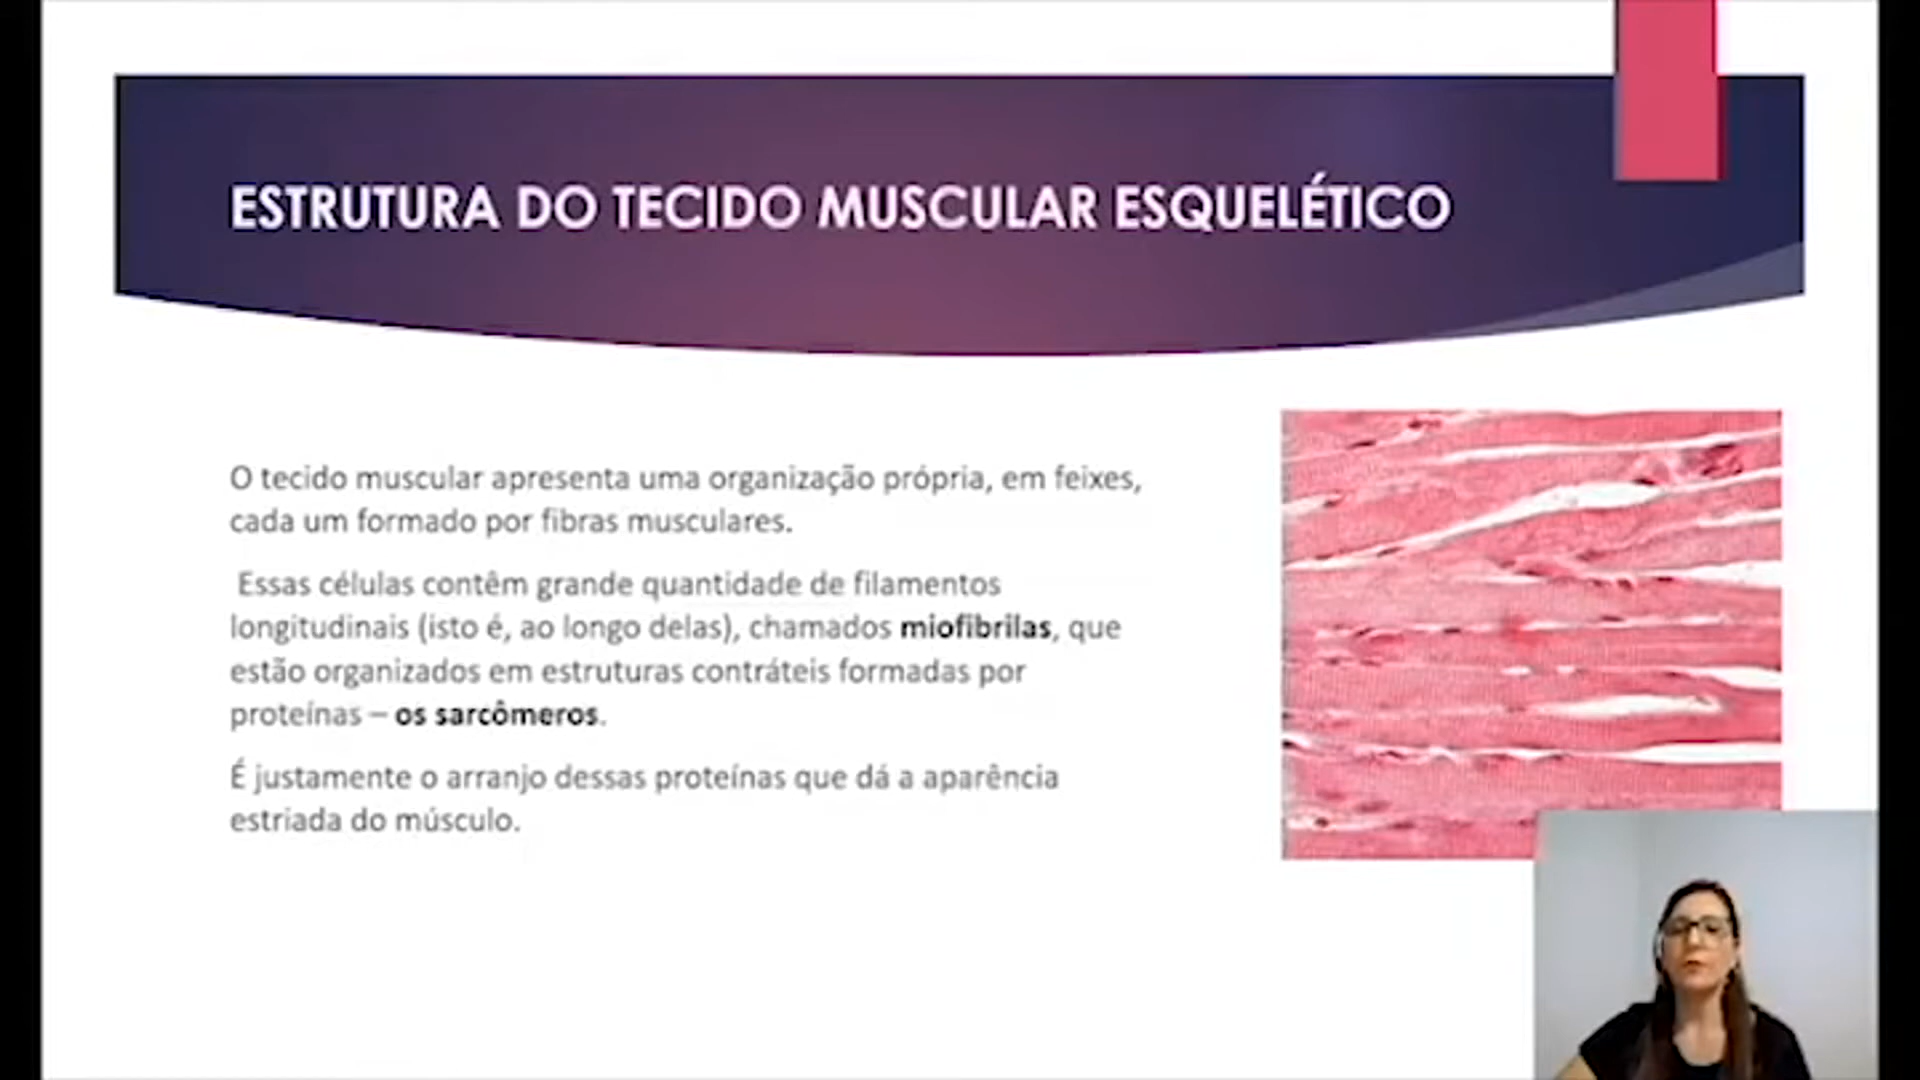 ESTRUTURA DO TECIDO MUSCULAR ESQUELÉTICO
O tecido muscular apresenta uma organização própria, em feixes,
cada um formado por fibras musculares.
Essas células contêm grande quantidade de filamentos
longitudinais (isto é, ao longo delas), chamados miofibrilas, que
estão organizados em estruturas contráteis formadas por
proteínas – os sarcômeros.
É justamente o arranjo dessas proteínas que dá a aparência
estriada do músculo.